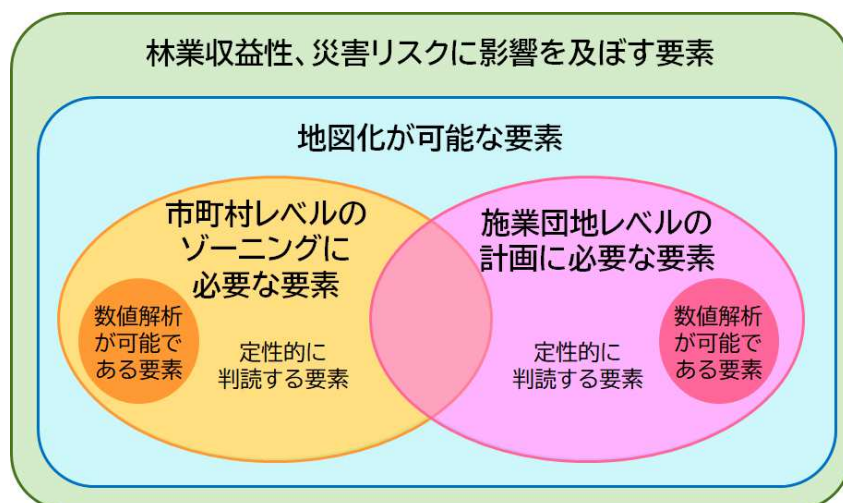 林業収益性、災害リスクに影響を及ぼす要素
地図化が可能な要素
市町村レベルの
ゾーニングに
必要な要素
数値解析
が可能で
ある要素
定性的に
判読する要素
施業団地レベルの
計画に必要な要素
定性的に
判読する要素
数値解析
が可能で
ある要素